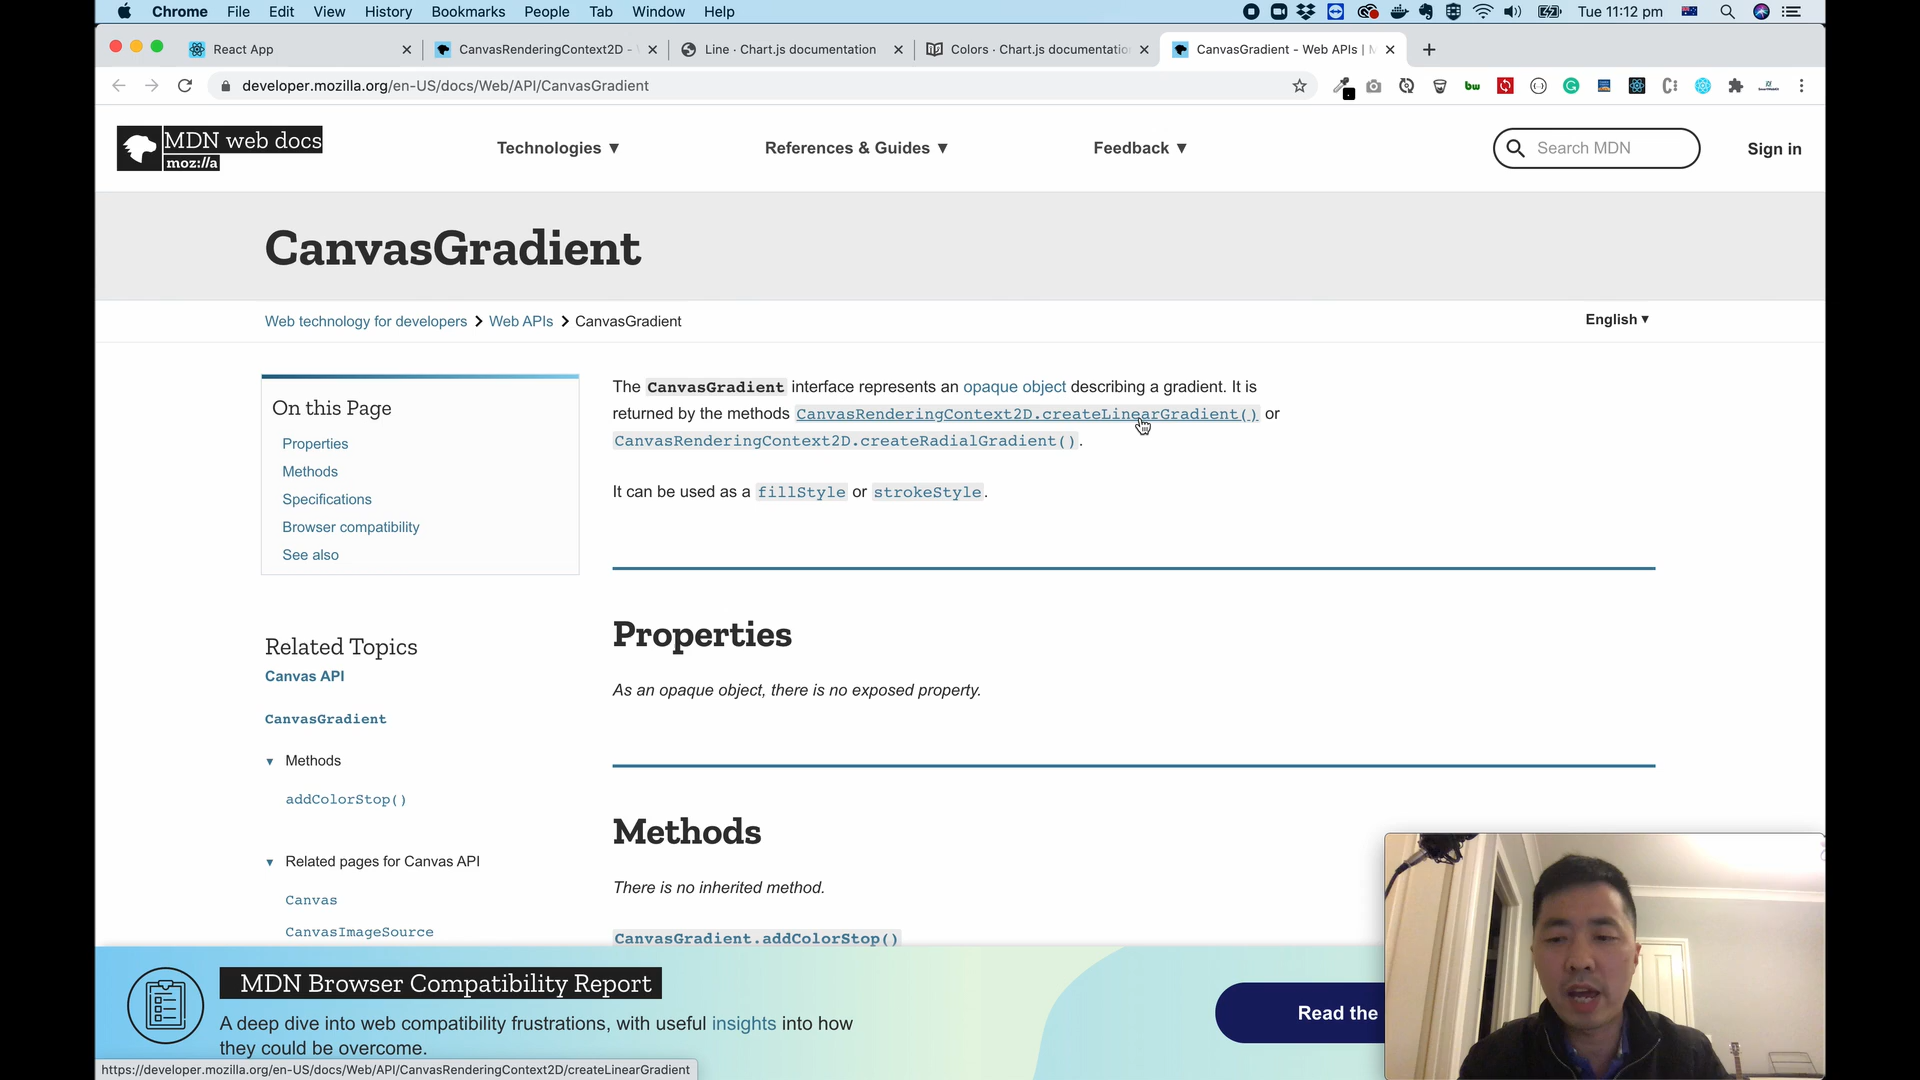 Chrome File Edit View History Bookmarks People Tab Window Help Tue 11:12 pm
React App CanvasRenderingContext2D - Line · Chart.js documentation Colors · Chart.js documentatio CanvasGradient - Web APIs |
developer.mozilla.org/en-US/docs/Web/API/CanvasGradient
MDN web docs
moz://a
Technologies ▼ References & Guides ▼ Feedback ▼ Search MDN Sign in
CanvasGradient
Web technology for developers > Web APIs > CanvasGradient English ▼
On this Page
Properties
Methods
Specifications
Browser compatibility
See also
Related Topics
Canvas API
CanvasGradient
Methods
addColorStop()
Related pages for Canvas API
Canvas
CanvasImageSource
The CanvasGradient interface represents an opaque object describing a gradient. It is
returned by the methods CanvasRenderingContext2D.createLinearGradient() or
CanvasRenderingContext2D.createRadialGradient().
It can be used as a fillStyle or strokeStyle.
Properties
As an opaque object, there is no exposed property.
Methods
There is no inherited method.
CanvasGradient.addColorStop()
MDN Browser Compatibility Report
A deep dive into web compatibility frustrations, with useful insights into how
they could be overcome.
Read the
https://developer.mozilla.org/en-US/docs/Web/API/CanvasRenderingContext2D/createLinearGradient